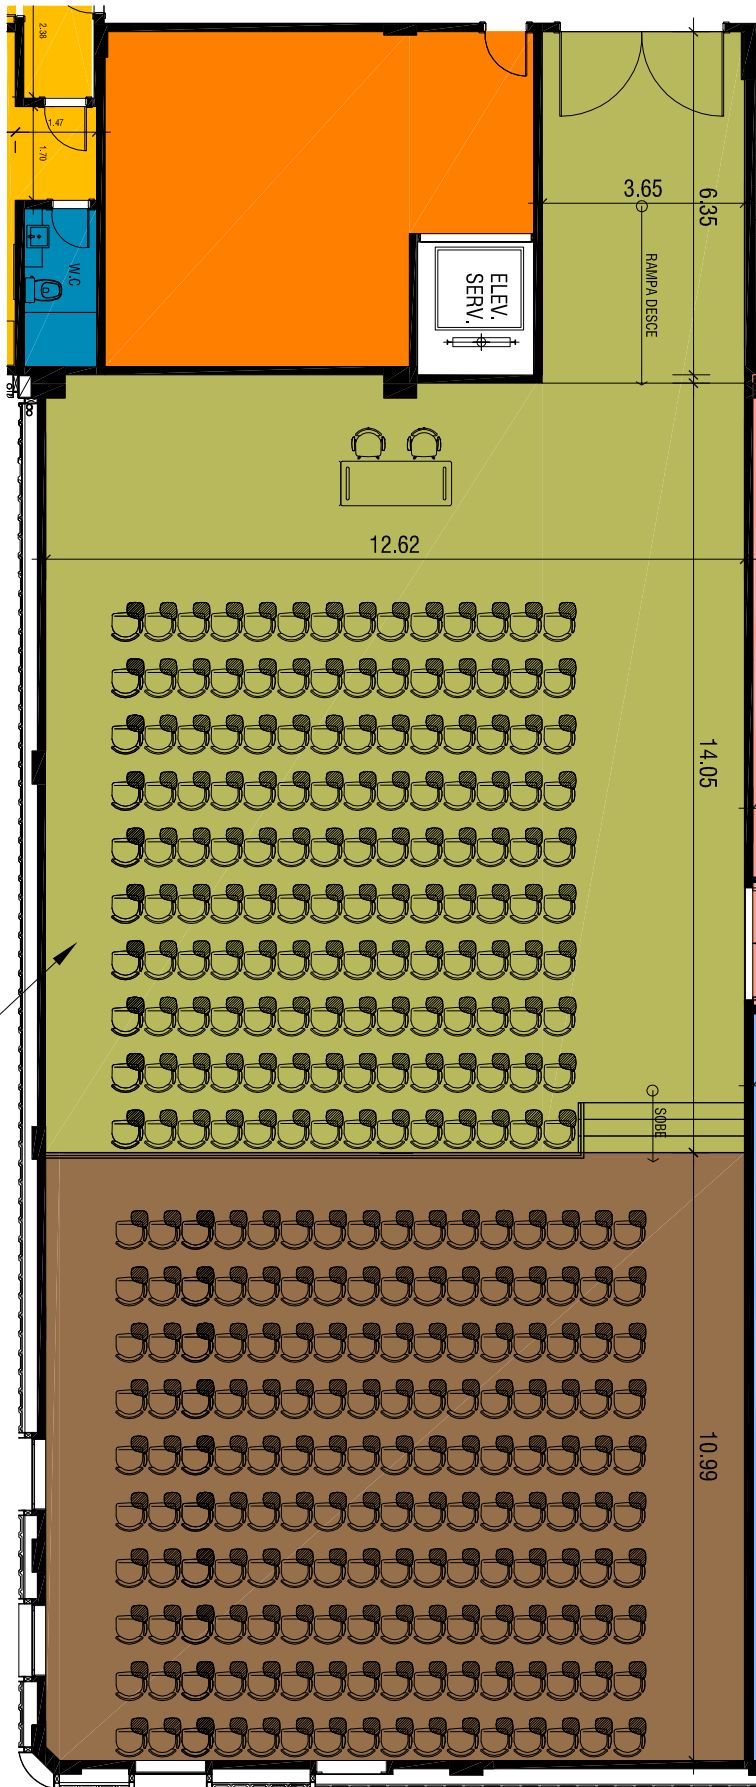 2.38
1.47
1.70
W.C
ELEV.
SERV.
3.65
6.35
RAMPA DESCE
12.62
14.05
SOBE
10.99